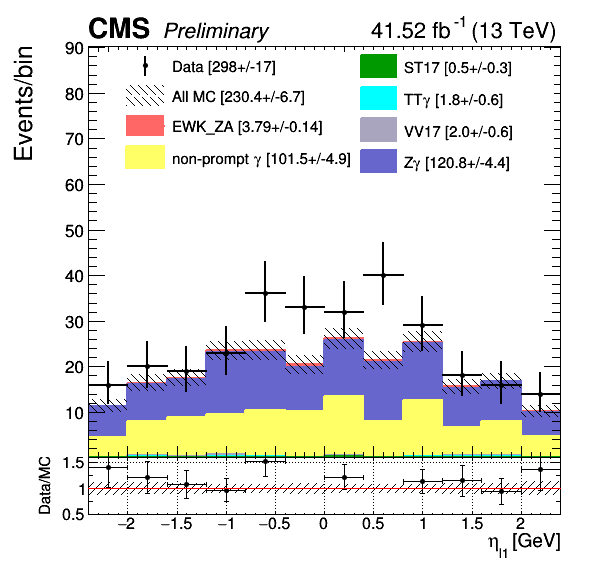 CMS Preliminary 41.52 fb⁻¹ (13 TeV)
Events/bin
90
80
70
60
50
40
30
20
10
Data [298+/-17]
All MC [230.4+/-6.7]
EWK_ZA [3.79+/-0.14]
non-prompt γ [101.5+/-4.9]
ST17 [0.5+/-0.3]
TTγ [1.8+/-0.6]
VV17 [2.0+/-0.6]
Zγ [120.8+/-4.4]
Data/MC
1.5
1
0.5
−2 −1.5 −1 −0.5 0 0.5 1 1.5 2
η_l1 [GeV]